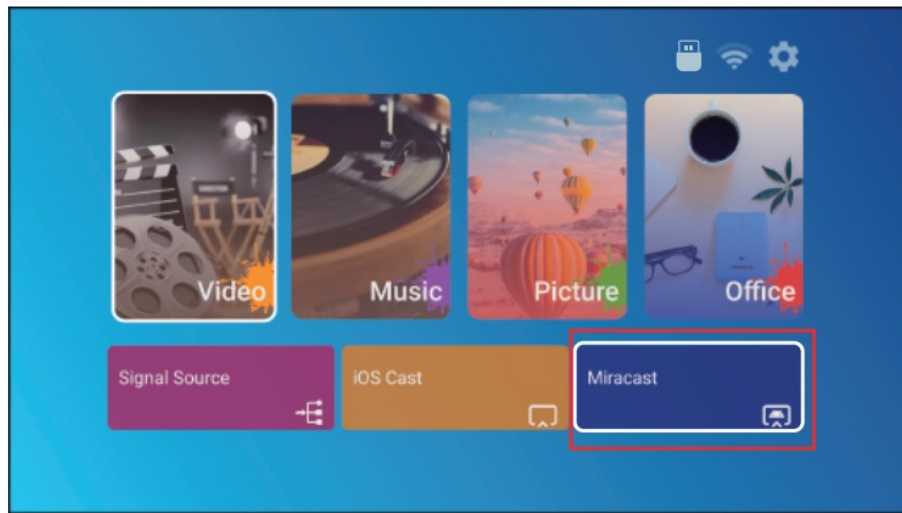 Video
Music
Picture
Office
Signal Source
iOS Cast
Miracast